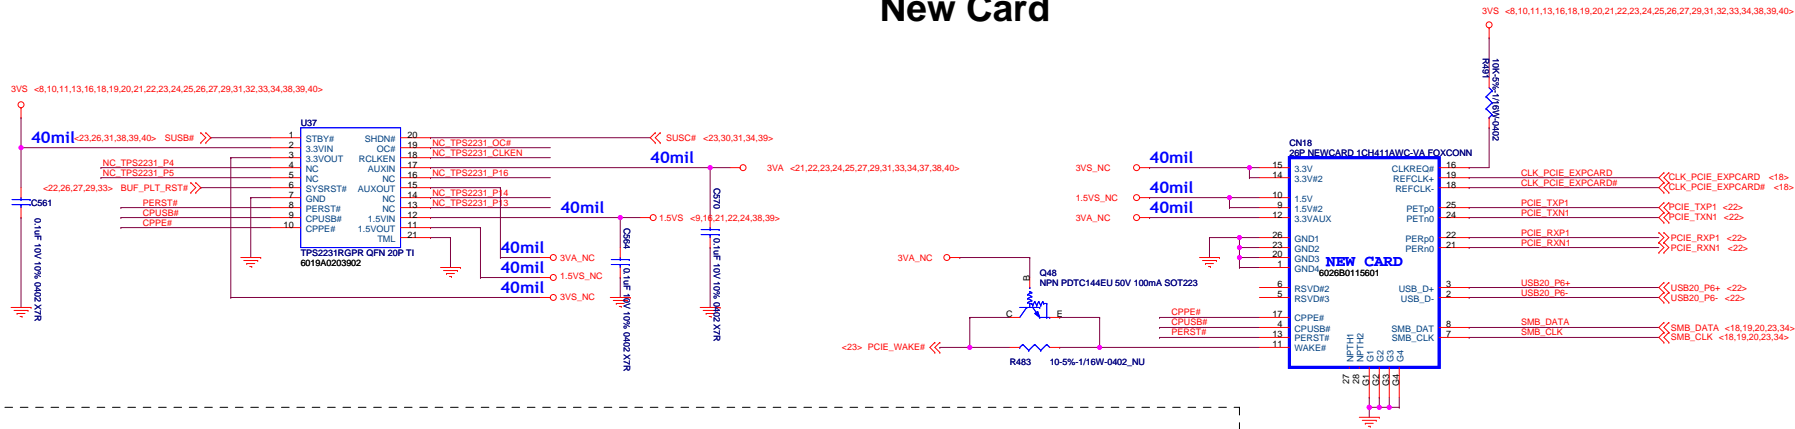 New Card
3VS <8,10,11,13,16,18,19,20,21,22,23,24,25,26,27,29,31,32,33,34,38,39,40>
3VS <8,10,11,13,16,18,19,20,21,22,23,24,25,26,27,29,31,32,33,34,38,39,40>
40mil
<23,26,31,38,39,40> SUSB#
C561
0.1uF 10V 10% 0402 X7R
NC_TPS2231_P4
NC_TPS2231_P5
<22,26,27,29,33> BUF_PLT_RST#
PERST#
CPUSB#
CPPE#
U37
1 STBY#
2 3.3VIN
3 3.3VOUT
4 NC
5 NC
6 SYSRST#
7 GND
8 PERST#
9 CPUSB#
10 CPPE#
SHDN# 20
OC# 19
RCLKEN 18
AUXIN 17
NC 16
AUXOUT 15
NC 14
NC 13
1.5VIN 12
1.5VOUT 11
TML 21
TPS2231RGPR QFN 20P TI
6019A0203902
NC_TPS2231_OC#
NC_TPS2231_CLKEN
NC_TPS2231_P16
NC_TPS2231_P14
NC_TPS2231_P13
SUSC# <23,30,31,34,39>
40mil
3VA <21,22,23,24,25,27,29,31,33,34,37,38,40>
40mil
1.5VS <9,16,21,22,24,38,39>
C570
0.1uF 10V 10% 0402 X7R
C564
0.1uF 10V 10% 0402 X7R
40mil
3VA_NC
40mil
1.5VS_NC
40mil
3VS_NC
3VA_NC
Q48
NPN PDTC144EU 50V 100mA SOT223
B
C
E
<23> PCIE_WAKE#
R483
10-5%-1/16W-0402_NU
3VS_NC
40mil
1.5VS_NC
40mil
3VA_NC
40mil
CPPE#
CPUSB#
PERST#
R491
10K-5%-1/16W-0402
CN18
26P NEWCARD 1CH411AWC-VA FOXCONN
15 3.3V
14 3.3V#2
10 1.5V
9 1.5V#2
12 3.3VAUX
26 GND1
23 GND2
20 GND3
1 GND4
6 RSVD#2
5 RSVD#3
17 CPPE#
4 CPUSB#
13 PERST#
11 WAKE#
NEW CARD
6026B0115601
CLKREQ# 16
REFCLK+ 19
REFCLK- 18
PETp0 25
PETn0 24
PERp0 22
PERn0 21
USB_D+ 3
USB_D- 2
SMB_DAT 8
SMB_CLK 7
NPTH1
NPTH2
G1
G2
G3
G4
27
28
G1
G2
G3
G4
CLK_PCIE_EXPCARD
CLK_PCIE_EXPCARD#
PCIE_TXP1
PCIE_TXN1
PCIE_RXP1
PCIE_RXN1
USB20_P6+
USB20_P6-
SMB_DATA
SMB_CLK
CLK_PCIE_EXPCARD <18>
CLK_PCIE_EXPCARD# <18>
PCIE_TXP1 <22>
PCIE_TXN1 <22>
PCIE_RXP1 <22>
PCIE_RXN1 <22>
USB20_P6+ <22>
USB20_P6- <22>
SMB_DATA <18,19,20,23,34>
SMB_CLK <18,19,20,23,34>